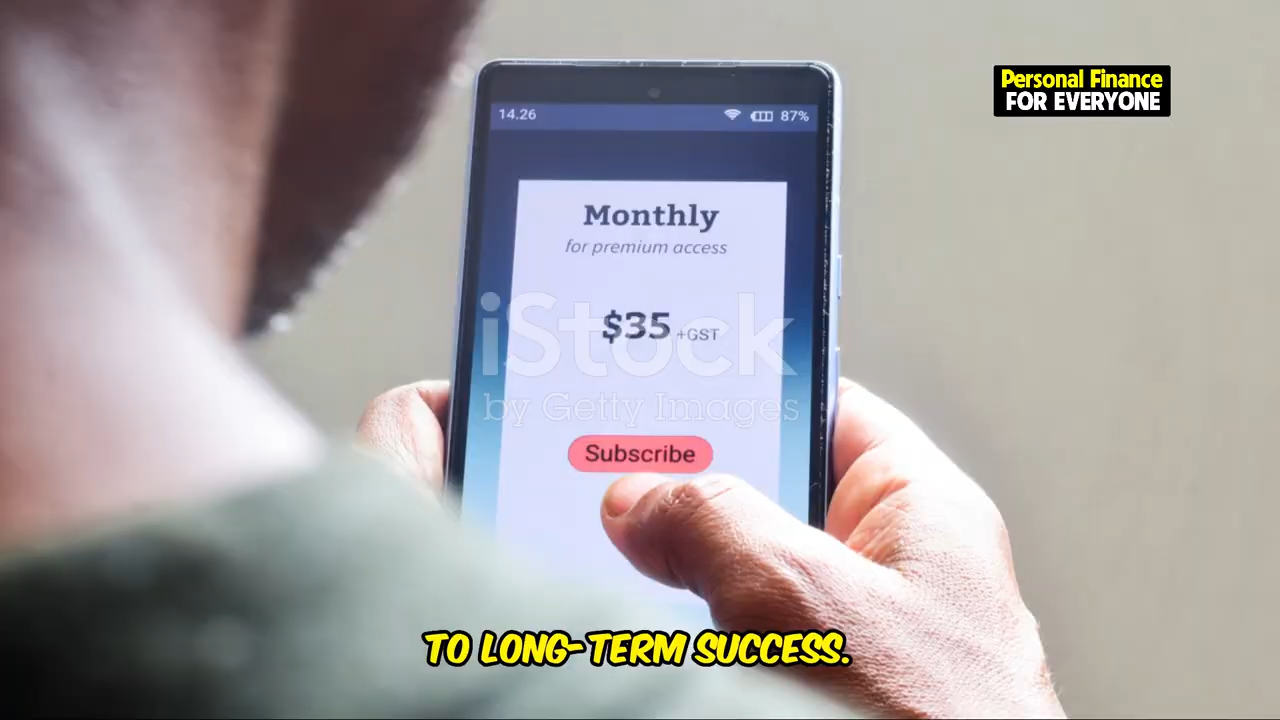 Personal Finance
FOR EVERYONE
14.26
87%
Monthly
for premium access
$35 +GST
iStock
by Getty Images
Subscribe
TO LONG-TERM SUCCESS.